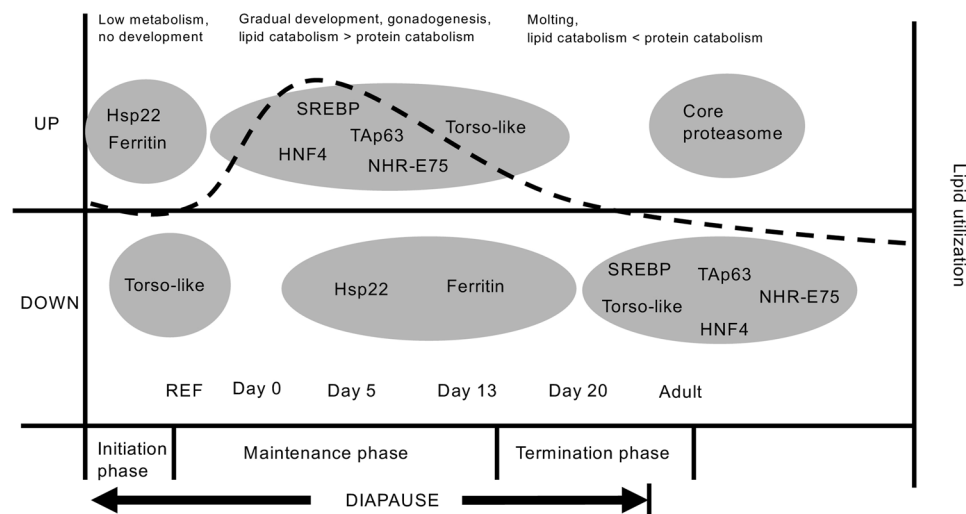 Low metabolism,
no development
Gradual development, gonadogenesis,
lipid catabolism > protein catabolism
Molting,
lipid catabolism < protein catabolism
UP
Hsp22
Ferritin
SREBP
TAp63
Torso-like
HNF4
NHR-E75
Core
proteasome
Lipid utilization
DOWN
Torso-like
Hsp22
Ferritin
SREBP
TAp63
NHR-E75
Torso-like
HNF4
REF
Day 0
Day 5
Day 13
Day 20
Adult
Initiation
phase
Maintenance phase
Termination phase
DIAPAUSE